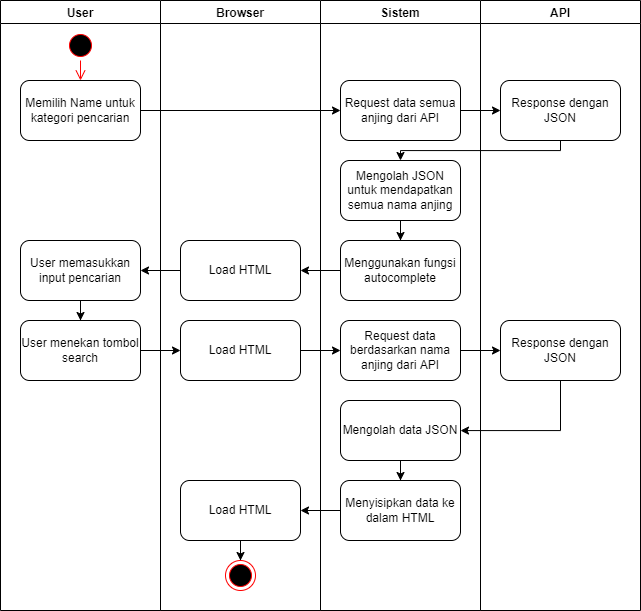 User
Browser
Sistem
API
Memilih Name untuk
kategori pencarian
Request data semua
anjing dari API
Response dengan
JSON
Mengolah JSON
untuk mendapatkan
semua nama anjing
User memasukkan
input pencarian
Load HTML
Menggunakan fungsi
autocomplete
User menekan tombol
search
Load HTML
Request data
berdasarkan nama
anjing dari API
Response dengan
JSON
Mengolah data JSON
Load HTML
Menyisipkan data ke
dalam HTML